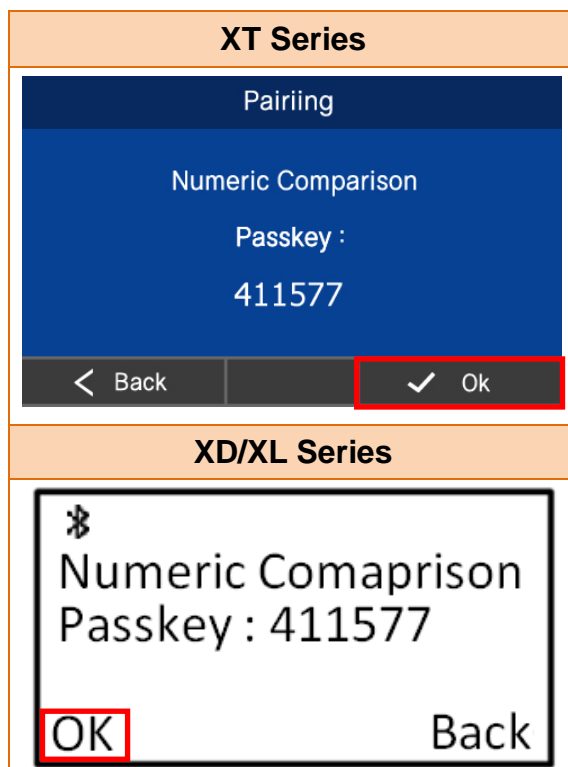 XT Series
Pairiing
Numeric Comparison
Passkey :
411577
Back Ok
XD/XL Series
Numeric Comaprison
Passkey : 411577
OK Back